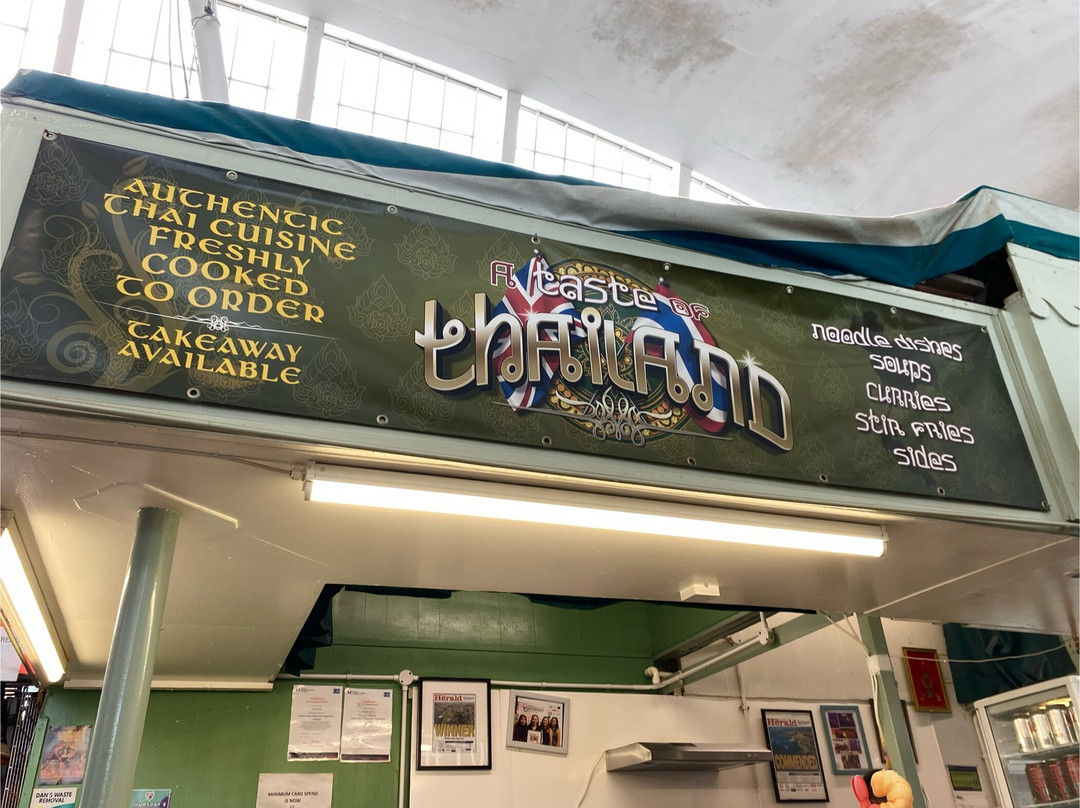 AUTHENTIC
THAI CUISINE
FRESHLY
COOKED
TO ORDER
TAKEAWAY
AVAILABLE
A taste OF
thAiLAnD
noodle dishes
soups
CURRiEs
stiR FRiEs
sides
Herald
WINNER
Herald
COMMENDED
DAN'S WASTE
REMOVAL
MINIMUM CARD SPEND
IS NOW